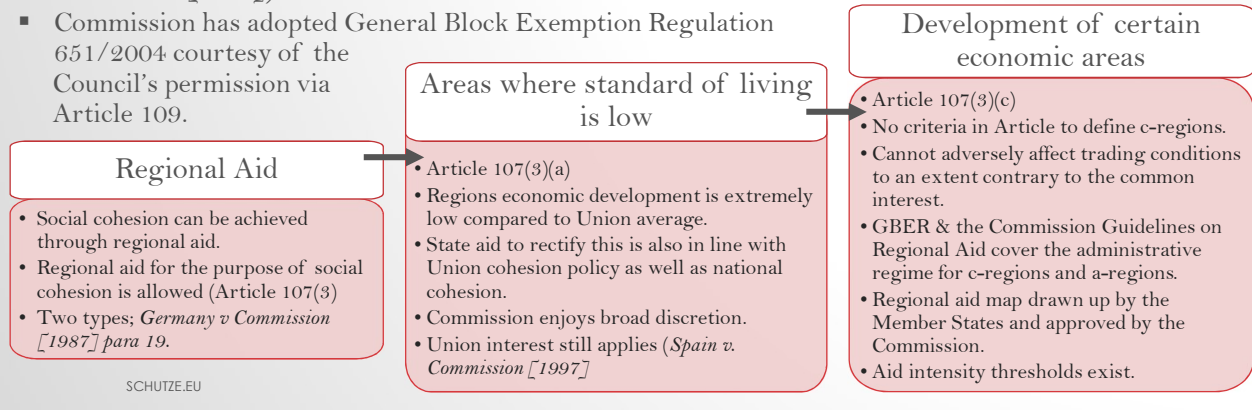 ▪ Commission has adopted General Block Exemption Regulation
651/2004 courtesy of the
Council's permission via
Article 109.
Regional Aid
• Social cohesion can be achieved
through regional aid.
• Regional aid for the purpose of social
cohesion is allowed (Article 107(3)
• Two types; Germany v Commission
[1987] para 19.
Areas where standard of living
is low
• Article 107(3)(a)
• Regions economic development is extremely
low compared to Union average.
• State aid to rectify this is also in line with
Union cohesion policy as well as national
cohesion.
• Commission enjoys broad discretion.
• Union interest still applies (Spain v.
Commission [1997]
Development of certain
economic areas
• Article 107(3)(c)
• No criteria in Article to define c-regions.
• Cannot adversely affect trading conditions
to an extent contrary to the common
interest.
• GBER & the Commission Guidelines on
Regional Aid cover the administrative
regime for c-regions and a-regions.
• Regional aid map drawn up by the
Member States and approved by the
Commission.
• Aid intensity thresholds exist.
SCHUTZE.EU